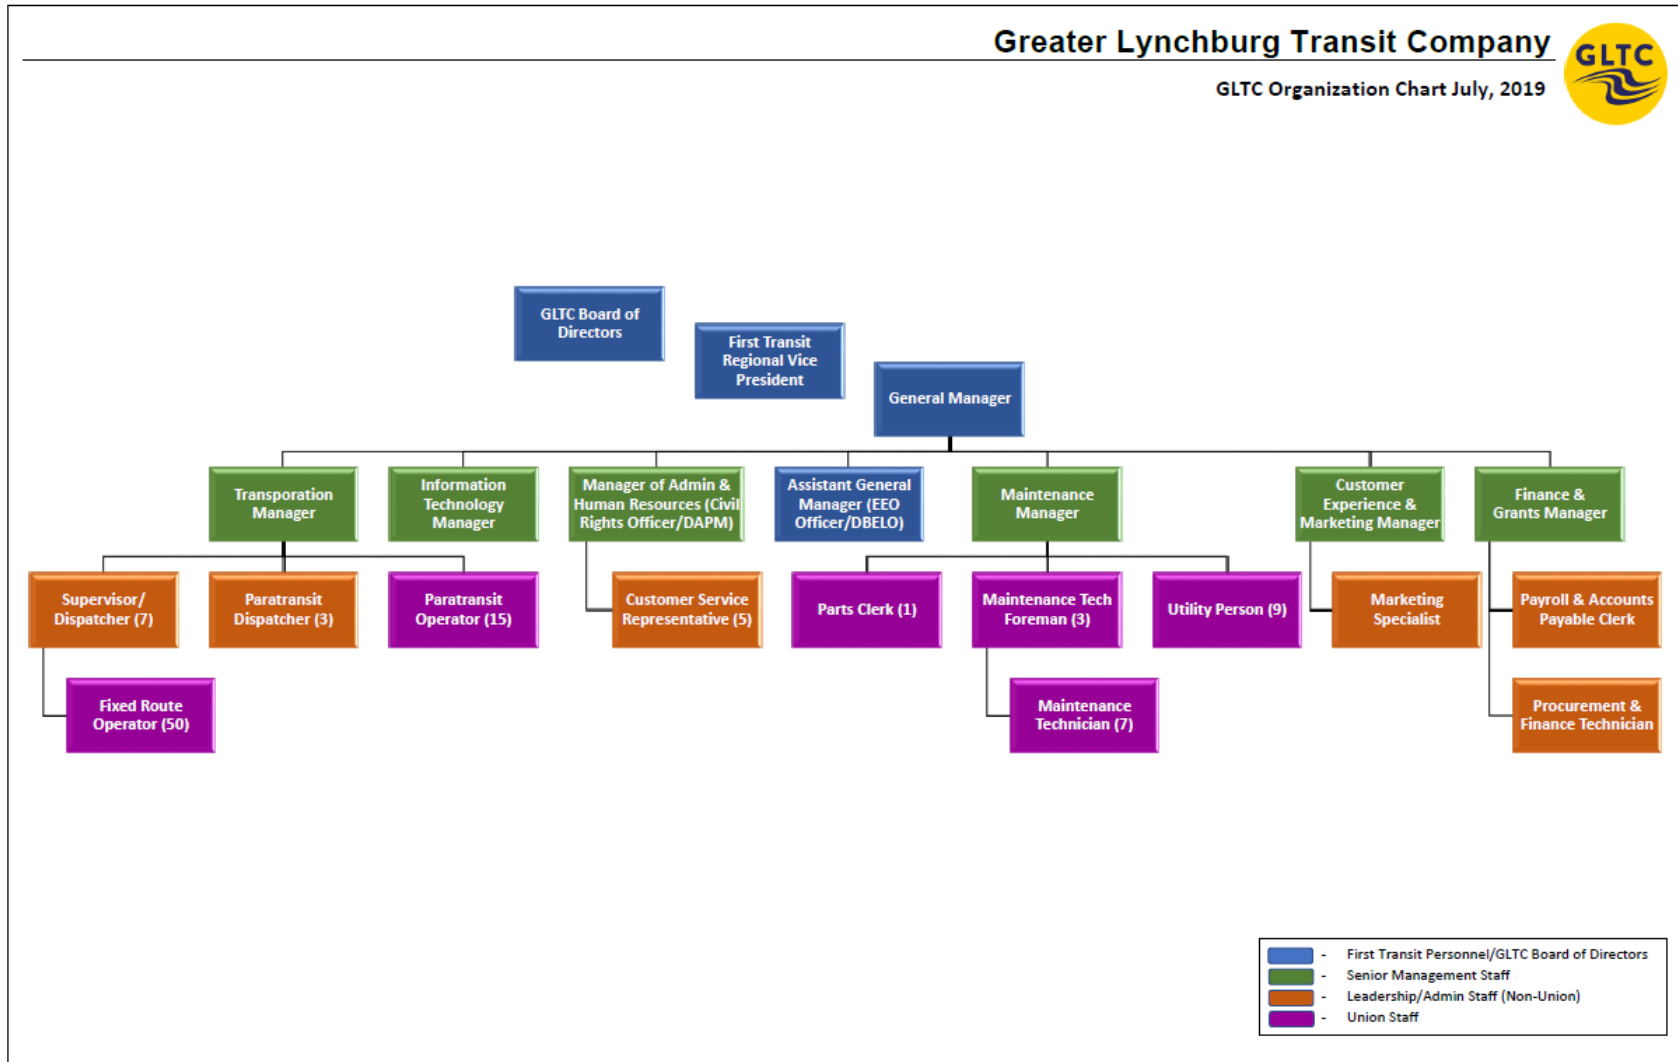 Greater Lynchburg Transit Company
GLTC
GLTC Organization Chart July, 2019
GLTC Board of
Directors
First Transit
Regional Vice
President
General Manager
Transporation
Manager
Information
Technology
Manager
Manager of Admin &
Human Resources (Civil
Rights Officer/DAPM)
Assistant General
Manager (EEO
Officer/DBELO)
Maintenance
Manager
Customer
Experience &
Marketing Manager
Finance &
Grants Manager
Supervisor/
Dispatcher (7)
Paratransit
Dispatcher (3)
Paratransit
Operator (15)
Customer Service
Representative (5)
Parts Clerk (1)
Maintenance Tech
Foreman (3)
Utility Person (9)
Marketing
Specialist
Payroll & Accounts
Payable Clerk
Fixed Route
Operator (50)
Maintenance
Technician (7)
Procurement &
Finance Technician
- First Transit Personnel/GLTC Board of Directors
- Senior Management Staff
- Leadership/Admin Staff (Non-Union)
- Union Staff